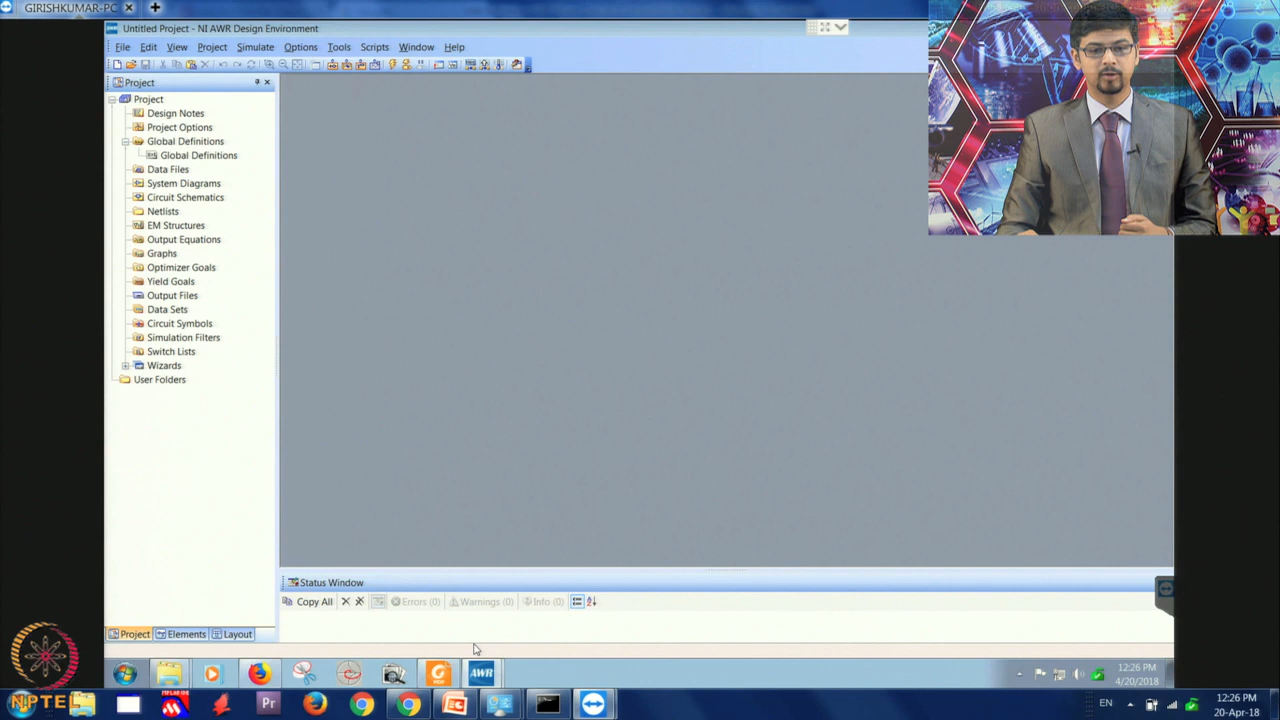 GIRISHKUMAR-PC
Untitled Project - NI AWR Design Environment
File Edit View Project Simulate Options Tools Scripts Window Help
Project
Project
Design Notes
Project Options
Global Definitions
Global Definitions
Data Files
System Diagrams
Circuit Schematics
Netlists
EM Structures
Output Equations
Graphs
Optimizer Goals
Yield Goals
Output Files
Data Sets
Circuit Symbols
Simulation Filters
Switch Lists
Wizards
User Folders
Status Window
Copy All Errors (0) Warnings (0) Info (0)
Project Elements Layout
AWR
12:26 PM
4/20/2018
NPTEL
Pr
EN
12:26 PM
20-Apr-18